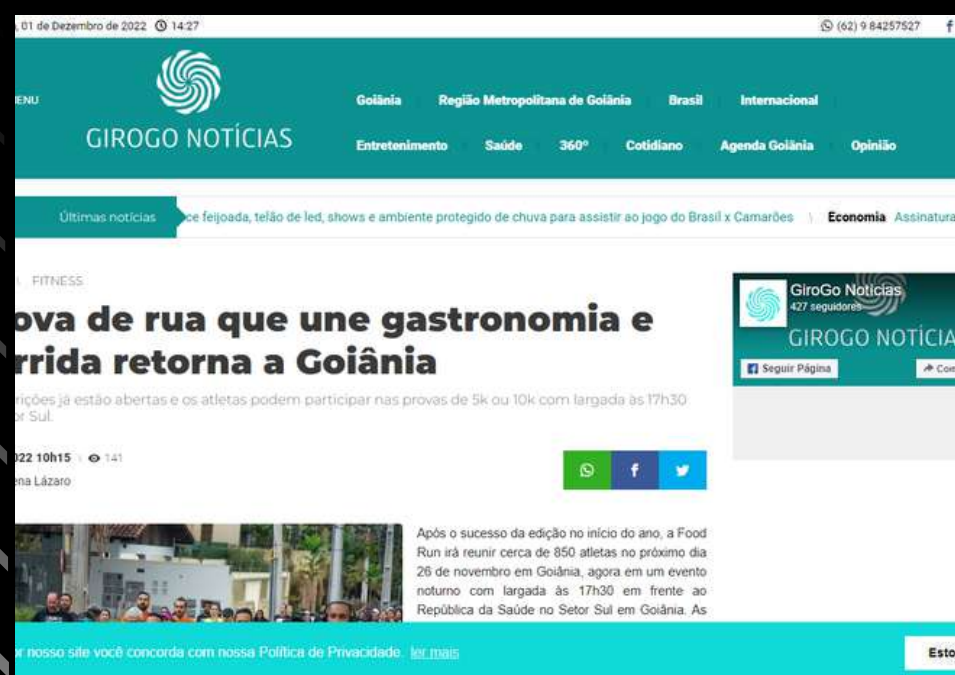 01 de Dezembro de 2022 14:27
(62) 9 84257527
ENU
GIROGO NOTÍCIAS
Goiânia Região Metropolitana de Goiânia Brasil Internacional
Entretenimento Saúde 360º Cotidiano Agenda Goiânia Opinião
Últimas notícias
ce feijoada, telão de led, shows e ambiente protegido de chuva para assistir ao jogo do Brasil x Camarões \ Economia Assinatura
\ FITNESS
ova de rua que une gastronomia e
rrida retorna a Goiânia
rições já estão abertas e os atletas podem participar nas provas de 5k ou 10k com largada às 17h30
or Sul.
022 10h15 \ 141
ena Lázaro
GiroGo Notícias
427 seguidores
GIROGO NOTÍCIA
Seguir Página
Com
Após o sucesso da edição no início do ano, a Food
Run irá reunir cerca de 850 atletas no próximo dia
26 de novembro em Goiânia, agora em um evento
noturno com largada às 17h30 em frente ao
República da Saúde no Setor Sul em Goiânia. As
r nosso site você concorda com nossa Política de Privacidade. ler mais
Esto